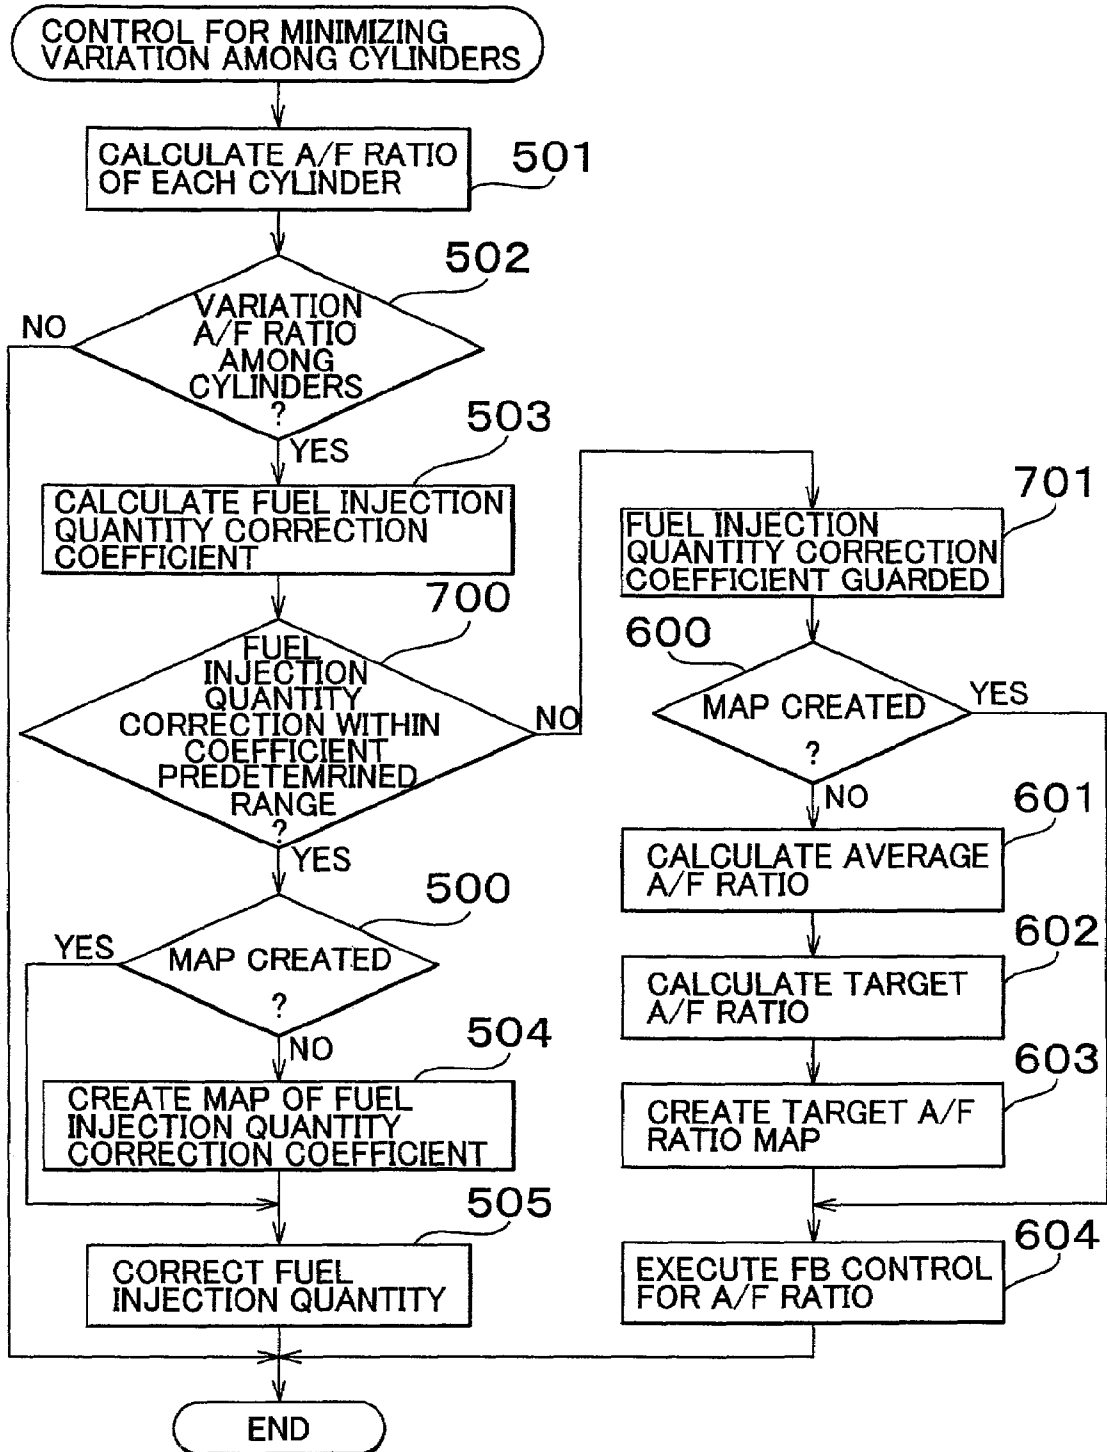 CONTROL FOR MINIMIZING
VARIATION AMONG CYLINDERS
CALCULATE A/F RATIO
OF EACH CYLINDER
501
502
VARIATION
A/F RATIO
AMONG
CYLINDERS
?
NO
YES
503
CALCULATE FUEL INJECTION
QUANTITY CORRECTION
COEFFICIENT
700
FUEL
INJECTION
QUANTITY
CORRECTION WITHIN
COEFFICIENT
PREDETEMRINED
RANGE
?
NO
YES
500
MAP CREATED
?
YES
NO
504
CREATE MAP OF FUEL
INJECTION QUANTITY
CORRECTION COEFFICIENT
505
CORRECT FUEL
INJECTION QUANTITY
701
FUEL INJECTION
QUANTITY CORRECTION
COEFFICIENT GUARDED
600
MAP CREATED
?
YES
NO
601
CALCULATE AVERAGE
A/F RATIO
602
CALCULATE TARGET
A/F RATIO
603
CREATE TARGET A/F
RATIO MAP
604
EXECUTE FB CONTROL
FOR A/F RATIO
END